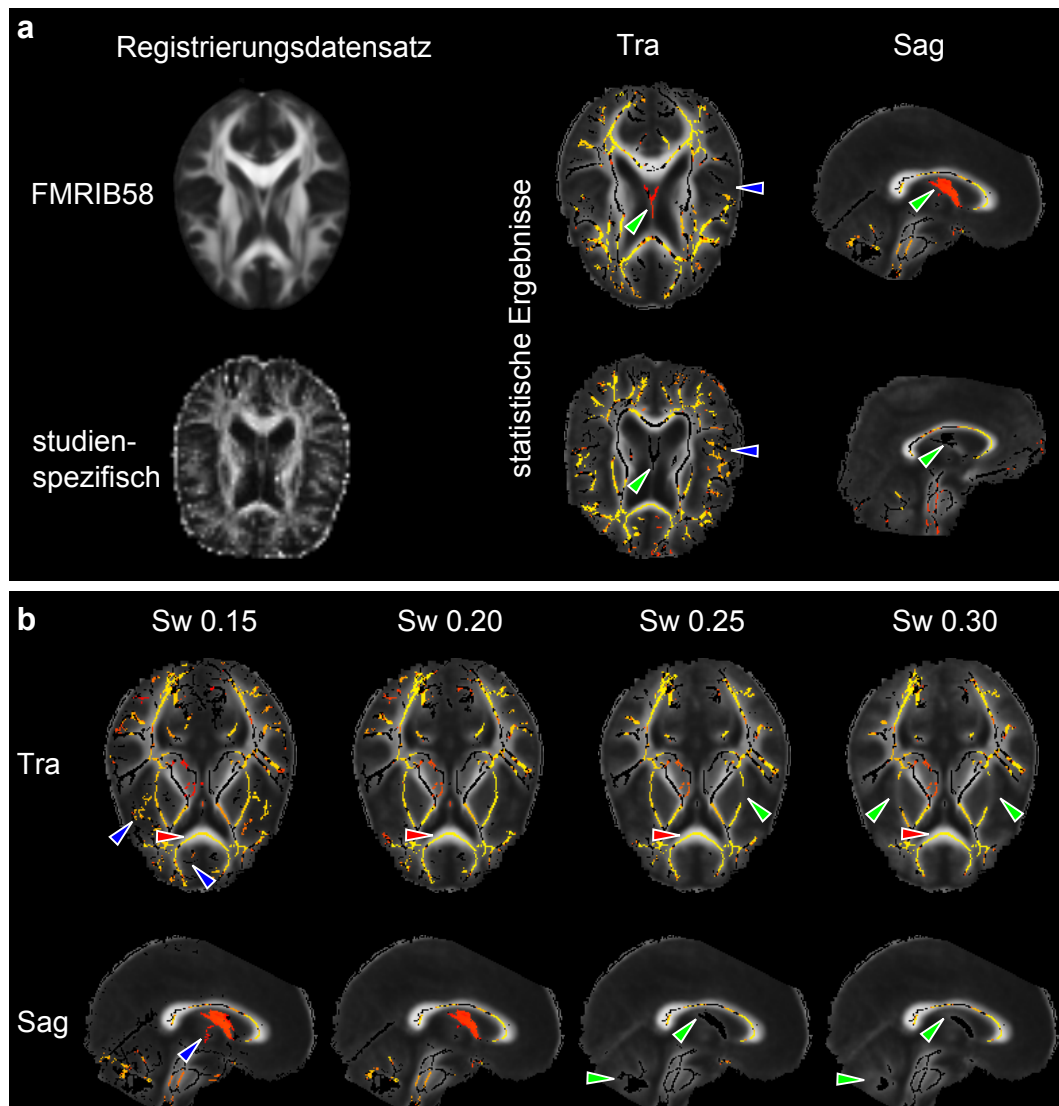 a
Registrierungsdatensatz
Tra
Sag
FMRIB58
statistische Ergebnisse
studien-
spezifisch
b
Sw 0.15
Sw 0.20
Sw 0.25
Sw 0.30
Tra
Sag